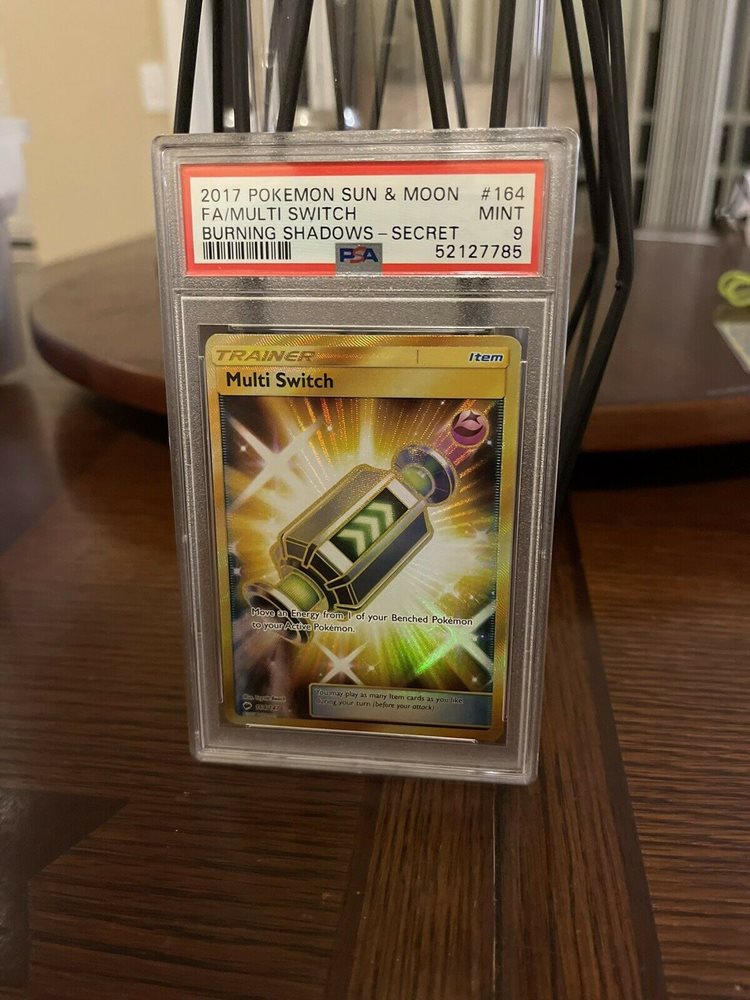 2017 POKEMON SUN & MOON #164
FA/MULTI SWITCH MINT
BURNING SHADOWS - SECRET 9
PSA 52127785
TRAINER Item
Multi Switch
Move an Energy from 1 of your Benched Pokémon
to your Active Pokémon.
You may play as many Item cards as you like
during your turn (before your attack).
164/147